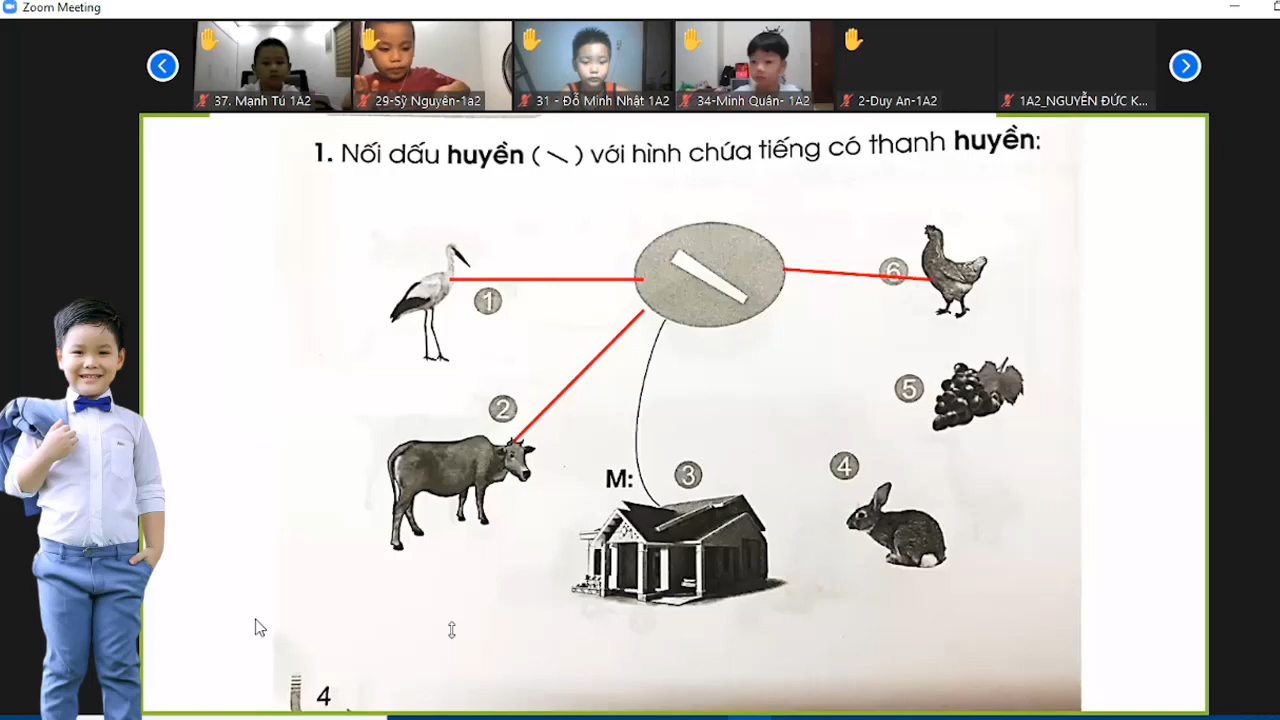 Zoom Meeting
37. Mạnh Tú 1A2
29-Sỹ Nguyên-1a2
31 - Đỗ Minh Nhật 1A2
34-Minh Quân- 1A2
2-Duy An-1A2
1A2_NGUYỄN ĐỨC K...
1. Nối dấu huyền ( \ ) với hình chứa tiếng có thanh huyền:
1
6
5
2
4
M: 3
4